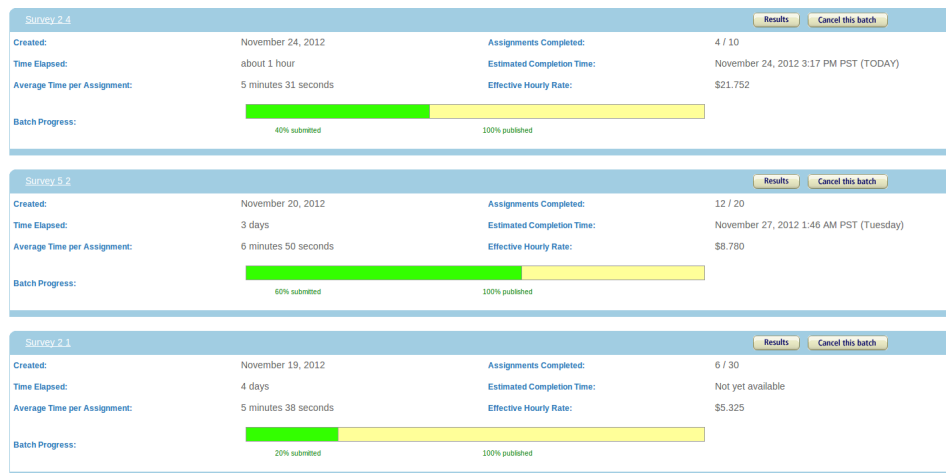 Survey 2 4 Results Cancel this batch
Created: November 24, 2012 Assignments Completed: 4 / 10
Time Elapsed: about 1 hour Estimated Completion Time: November 24, 2012 3:17 PM PST (TODAY)
Average Time per Assignment: 5 minutes 31 seconds Effective Hourly Rate: $21.752
Batch Progress:
40% submitted 100% published
Survey 5 2 Results Cancel this batch
Created: November 20, 2012 Assignments Completed: 12 / 20
Time Elapsed: 3 days Estimated Completion Time: November 27, 2012 1:46 AM PST (Tuesday)
Average Time per Assignment: 6 minutes 50 seconds Effective Hourly Rate: $8.780
Batch Progress:
60% submitted 100% published
Survey 2 1 Results Cancel this batch
Created: November 19, 2012 Assignments Completed: 6 / 30
Time Elapsed: 4 days Estimated Completion Time: Not yet available
Average Time per Assignment: 5 minutes 38 seconds Effective Hourly Rate: $5.325
Batch Progress:
20% submitted 100% published